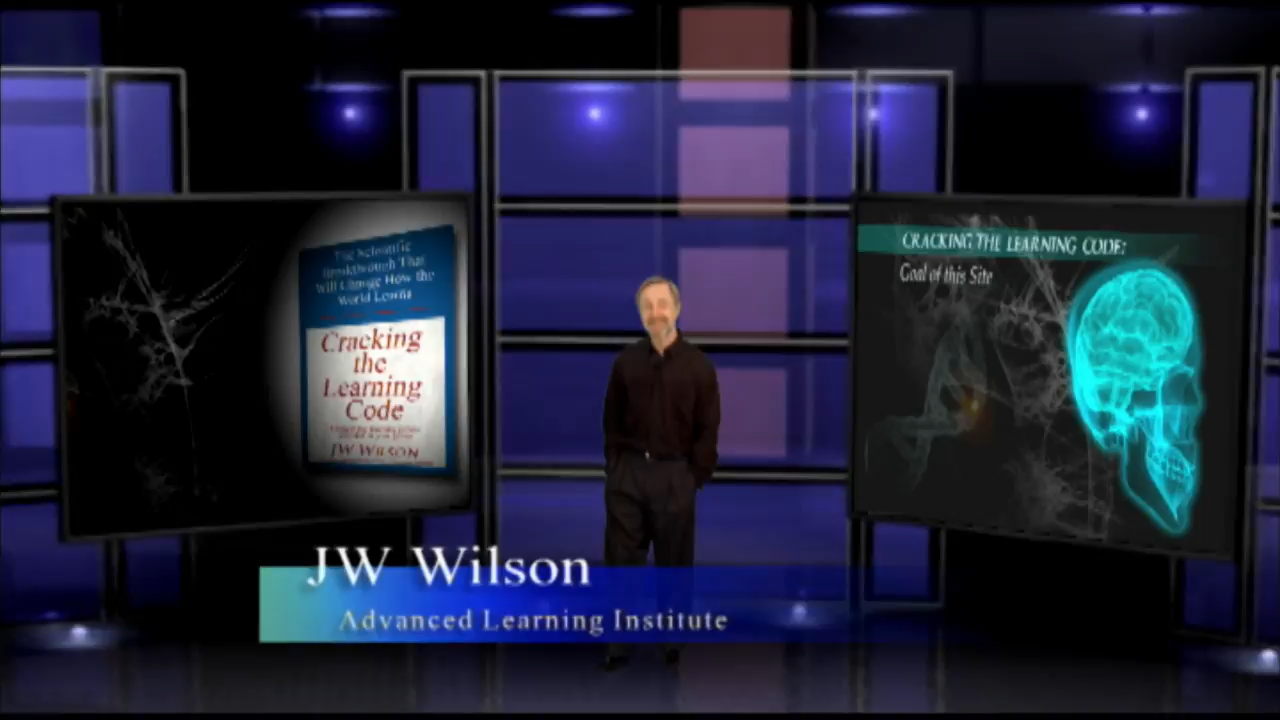 The Scientific
Breakthrough That
Will Change How the
World Learns
Cracking
the
Learning
Code
JW WILSON
CRACKING THE LEARNING CODE:
Goal of this Site
JW Wilson
Advanced Learning Institute